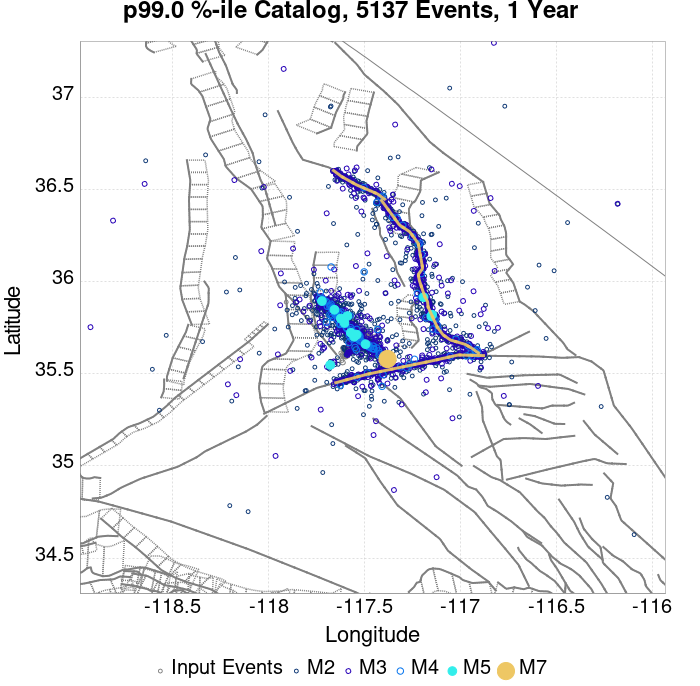 p99.0 %-ile Catalog, 5137 Events, 1 Year
Latitude
37
36.5
36
35.5
35
34.5
-118.5 -118 -117.5 -117 -116.5 -116
Longitude
Input Events M2 M3 M4 M5 M7